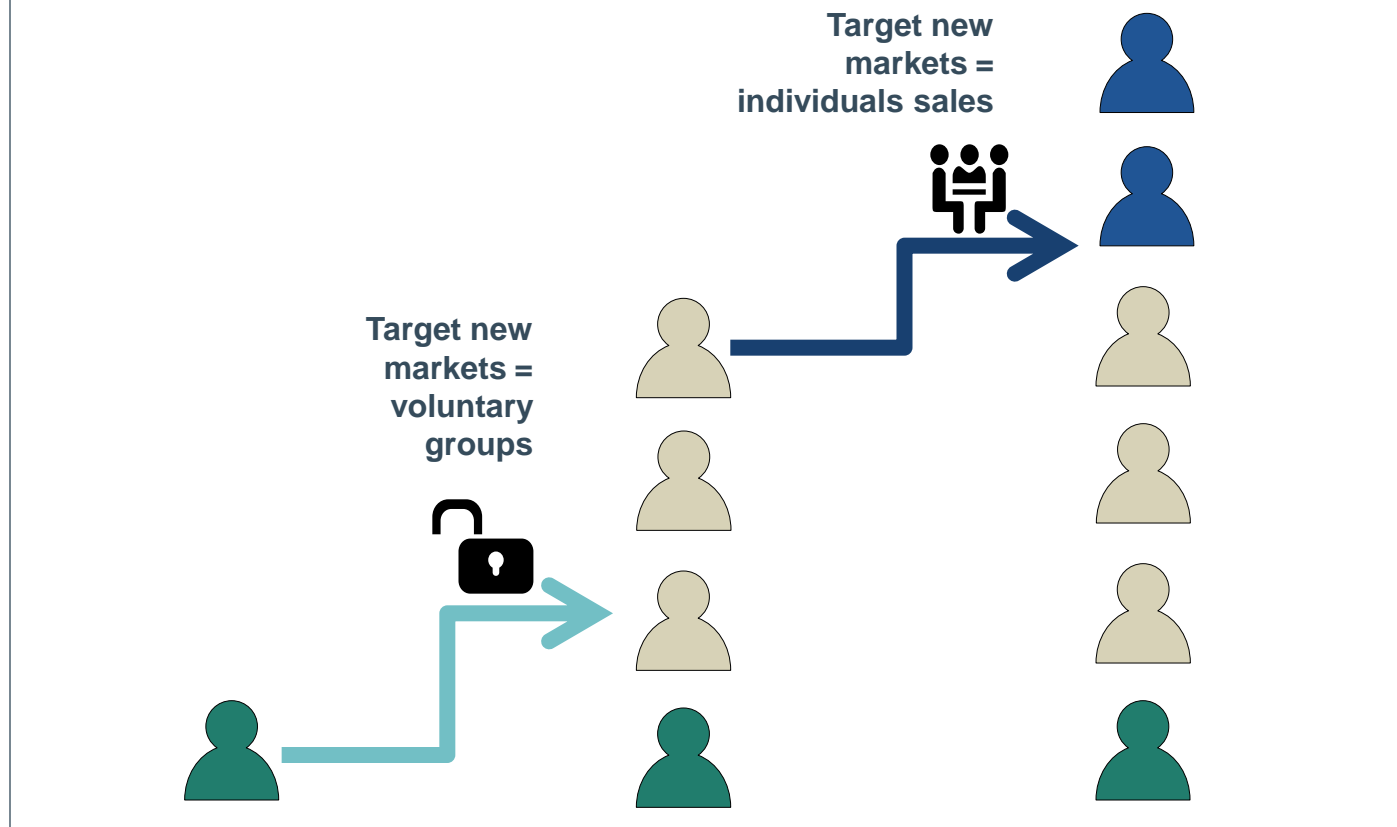 Target new
markets =
individuals sales
Target new
markets =
voluntary
groups